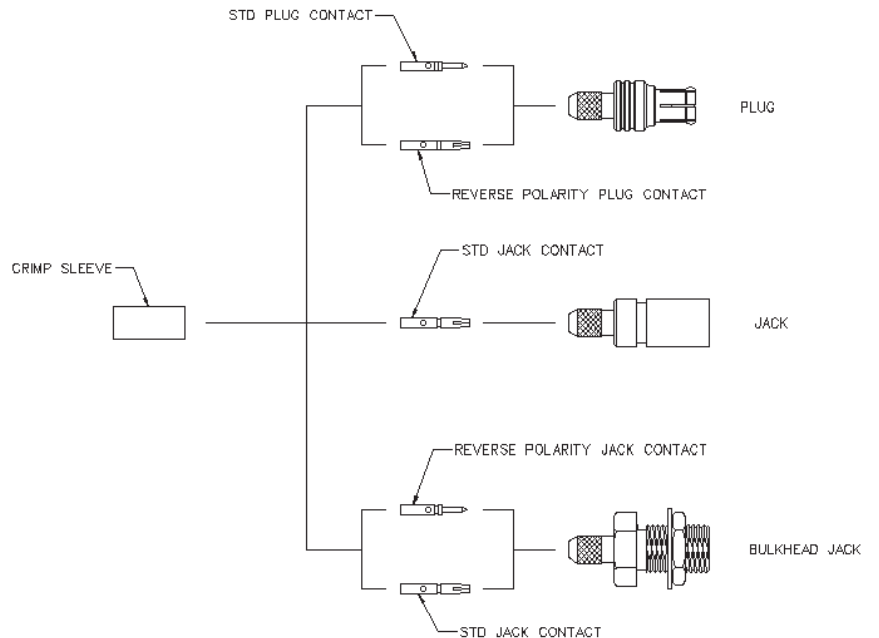 STD PLUG CONTACT
PLUG
REVERSE POLARITY PLUG CONTACT
STD JACK CONTACT
CRIMP SLEEVE
JACK
REVERSE POLARITY JACK CONTACT
BULKHEAD JACK
STD JACK CONTACT